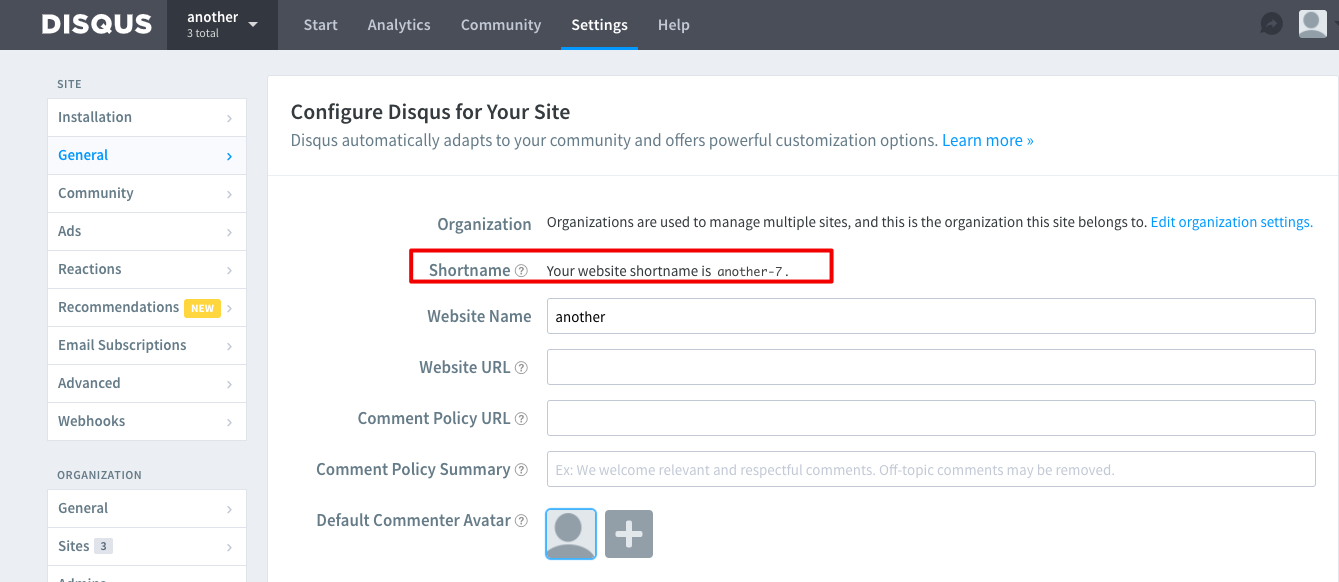 DISQUS
another
3 total
Start
Analytics
Community
Settings
Help
SITE
Installation
General
Community
Ads
Reactions
Recommendations NEW
Email Subscriptions
Advanced
Webhooks
ORGANIZATION
General
Sites 3
Admins
Configure Disqus for Your Site
Disqus automatically adapts to your community and offers powerful customization options. Learn more »
Organization Organizations are used to manage multiple sites, and this is the organization this site belongs to. Edit organization settings.
Shortname ? Your website shortname is another-7.
Website Name another
Website URL ?
Comment Policy URL ?
Comment Policy Summary ? Ex: We welcome relevant and respectful comments. Off-topic comments may be removed.
Default Commenter Avatar ?